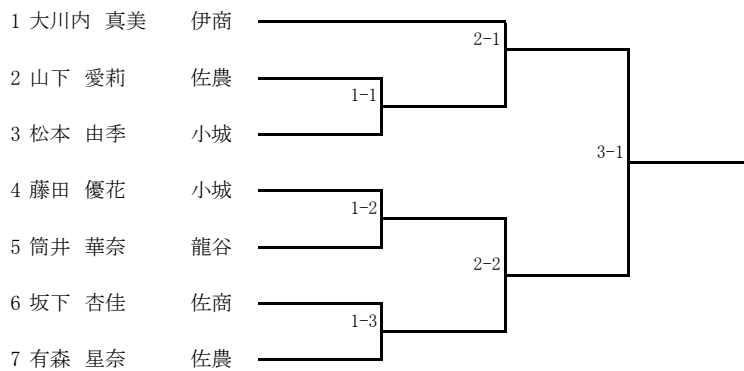 1 大川内 真美 伊商
2-1
2 山下 愛莉 佐農
1-1
3 松本 由季 小城
3-1
4 藤田 優花 小城
1-2
5 筒井 華奈 龍谷
2-2
6 坂下 杏佳 佐商
1-3
7 有森 星奈 佐農